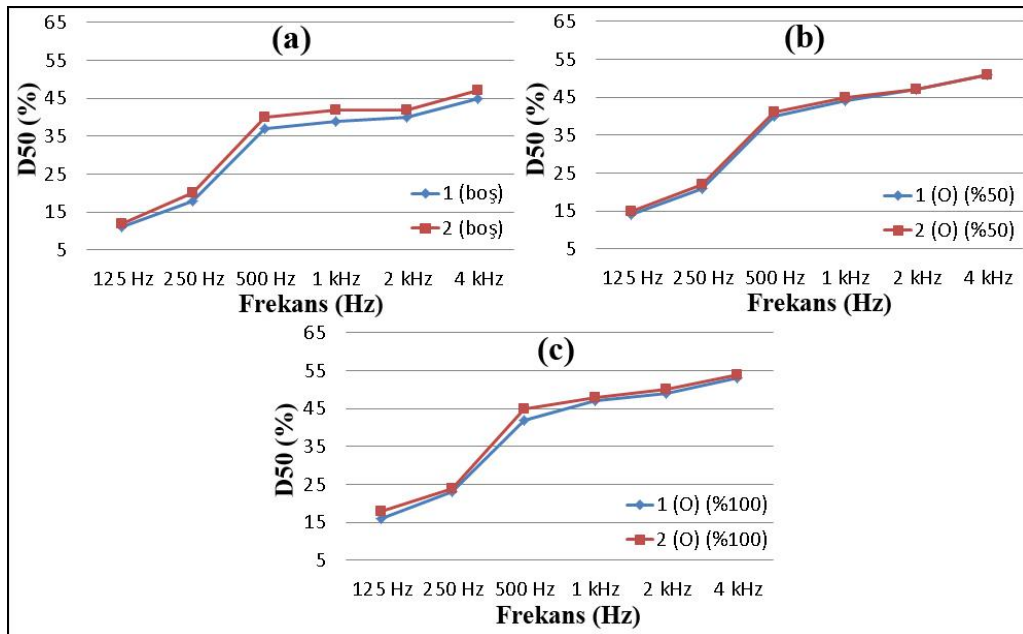 (a)
65
55
45
35
25
15
5
D50 (%)
1 (boş)
2 (boş)
125 Hz 250 Hz 500 Hz 1 kHz 2 kHz 4 kHz
Frekans (Hz)
(b)
65
55
45
35
25
15
5
D50 (%)
1 (O) (%50)
2 (O) (%50)
125 Hz 250 Hz 500 Hz 1 kHz 2 kHz 4 kHz
Frekans (Hz)
(c)
65
55
45
35
25
15
5
D50 (%)
1 (O) (%100)
2 (O) (%100)
125 Hz 250 Hz 500 Hz 1 kHz 2 kHz 4 kHz
Frekans (Hz)